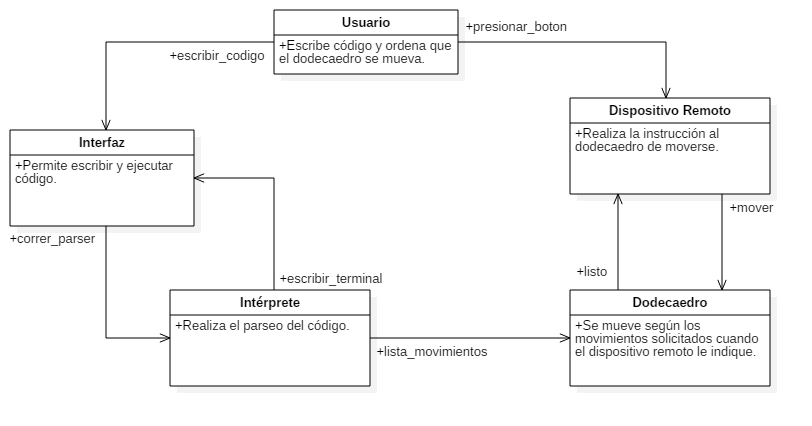 Usuario
+Escribe código y ordena que
el dodecaedro se mueva.
+presionar_boton
+escribir_codigo
Dispositivo Remoto
+Realiza la instrucción al
dodecaedro de moverse.
Interfaz
+Permite escribir y ejecutar
código.
+mover
+correr_parser
+listo
+escribir_terminal
Intérprete
+Realiza el parseo del código.
Dodecaedro
+Se mueve según los
movimientos solicitados cuando
el dispositivo remoto le indique.
+lista_movimientos